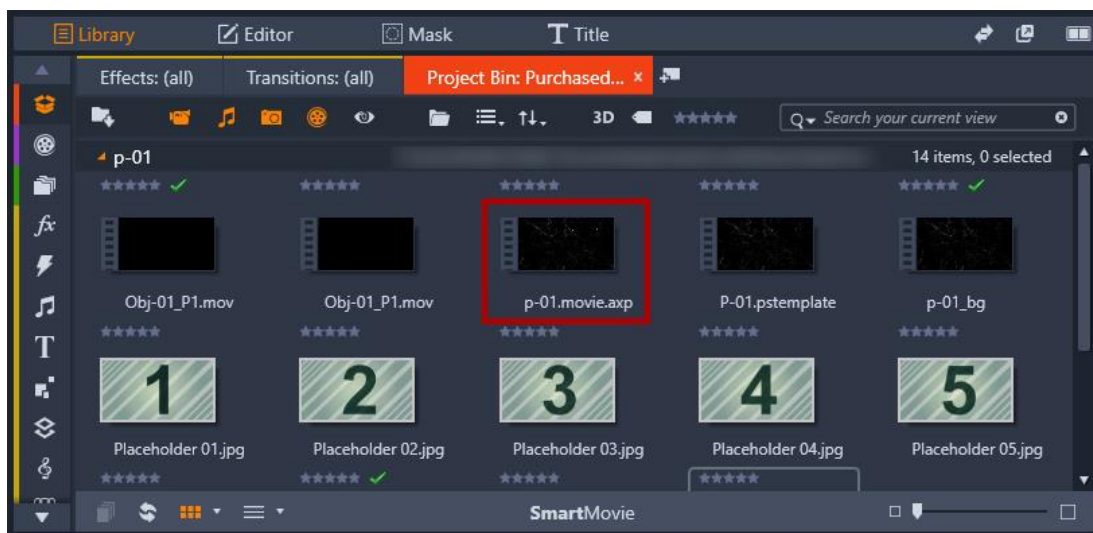 Library Editor Mask Title
Effects: (all) Transitions: (all) Project Bin: Purchased... x
3D Search your current view
p-01 14 items, 0 selected
Obj-01_P1.mov Obj-01_P1.mov p-01.movie.axp P-01.pstemplate p-01_bg
1 2 3 4 5
Placeholder 01.jpg Placeholder 02.jpg Placeholder 03.jpg Placeholder 04.jpg Placeholder 05.jpg
SmartMovie